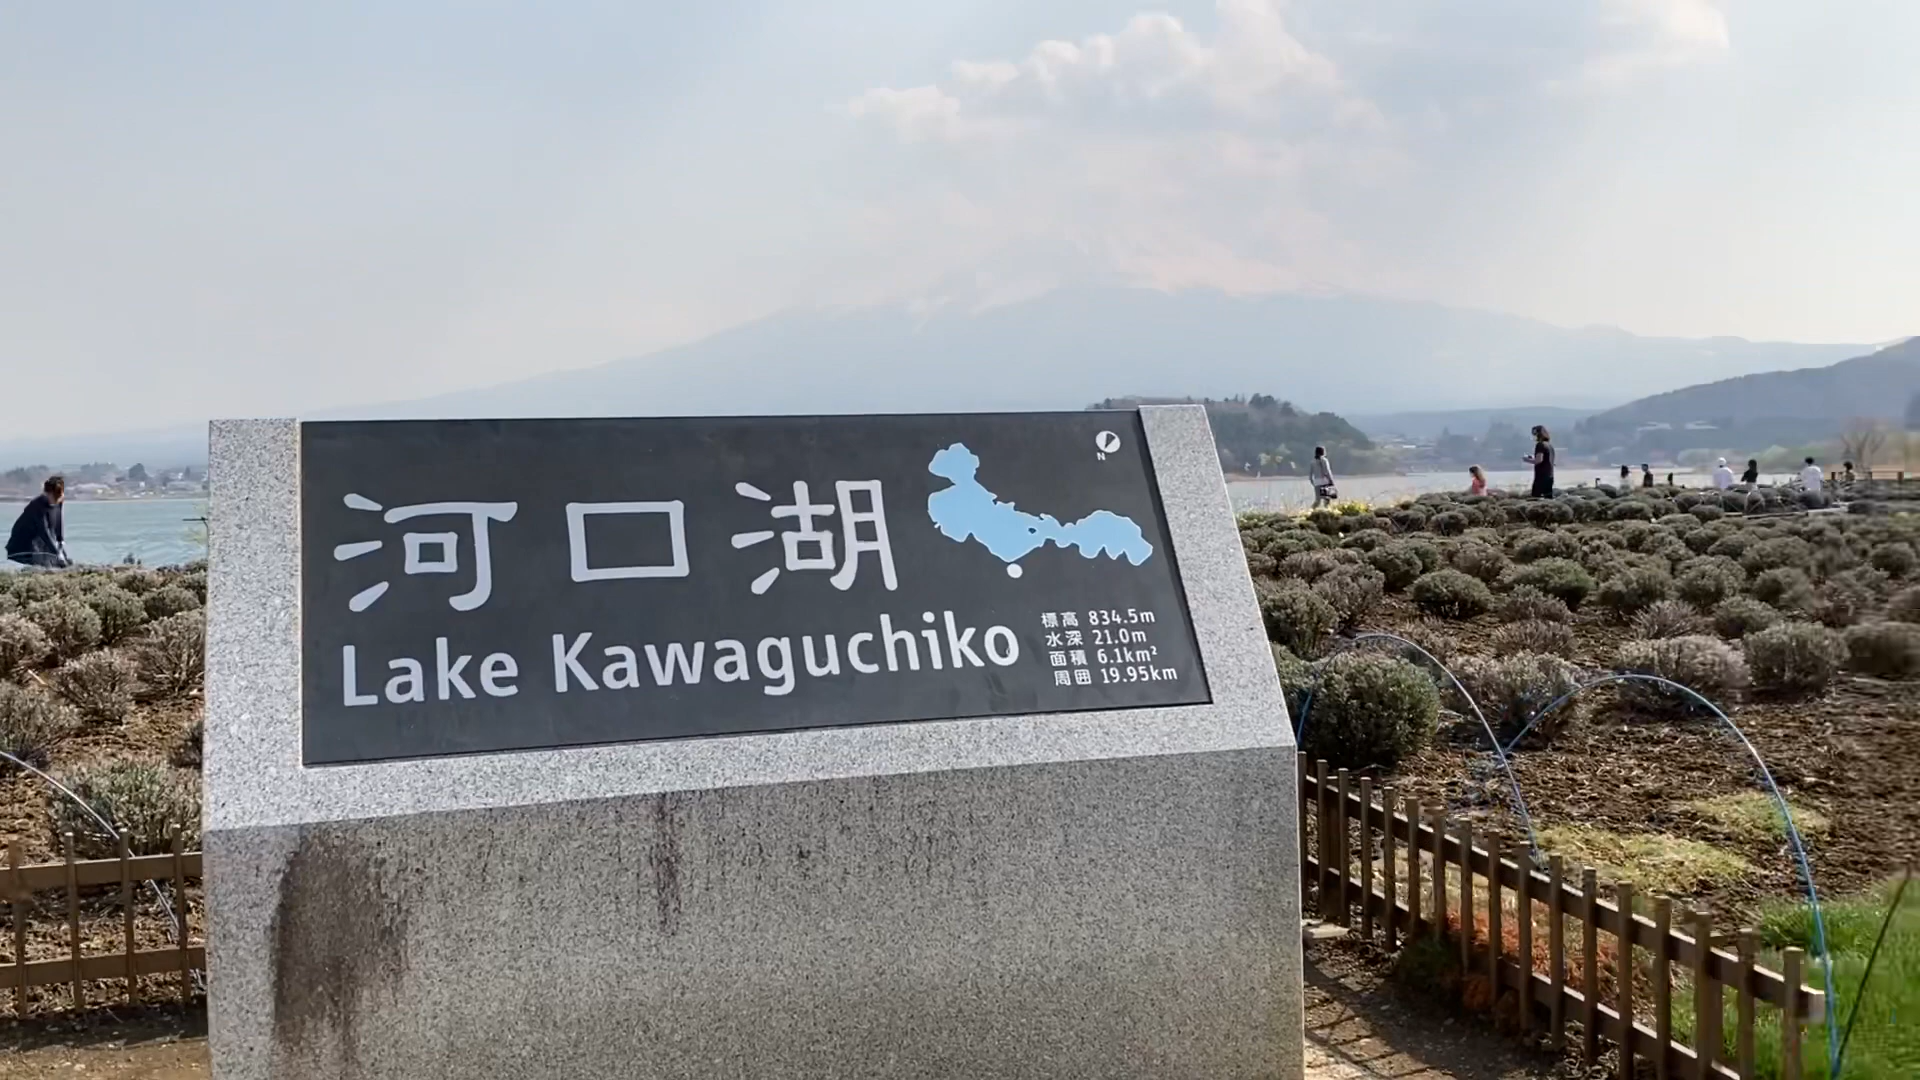 N
河口湖
Lake Kawaguchiko
標高 834.5m
水深 21.0m
面積 6.1km²
周囲 19.95km